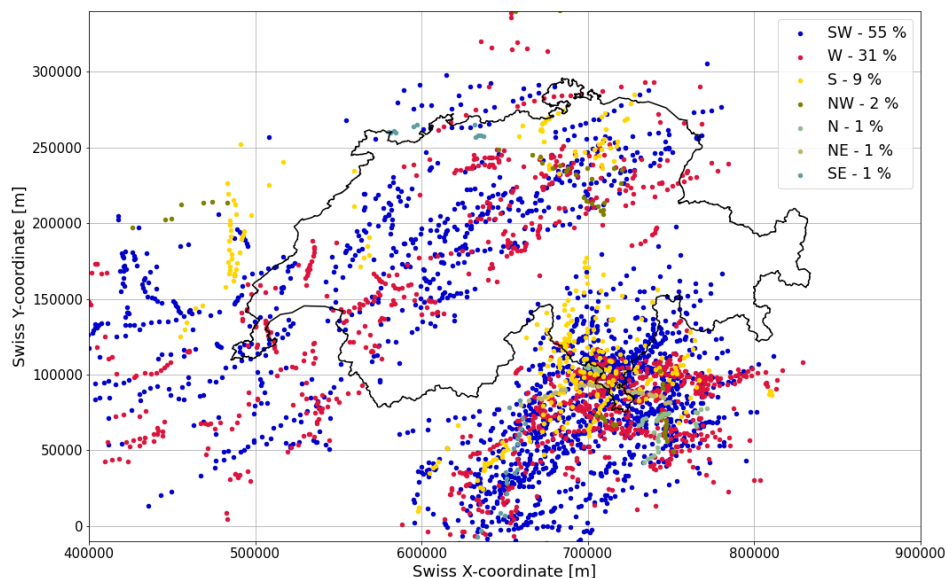 SW - 55 %
W - 31 %
S - 9 %
NW - 2 %
N - 1 %
NE - 1 %
SE - 1 %
300000
250000
200000
150000
100000
50000
0
Swiss Y-coordinate [m]
400000 500000 600000 700000 800000 900000
Swiss X-coordinate [m]